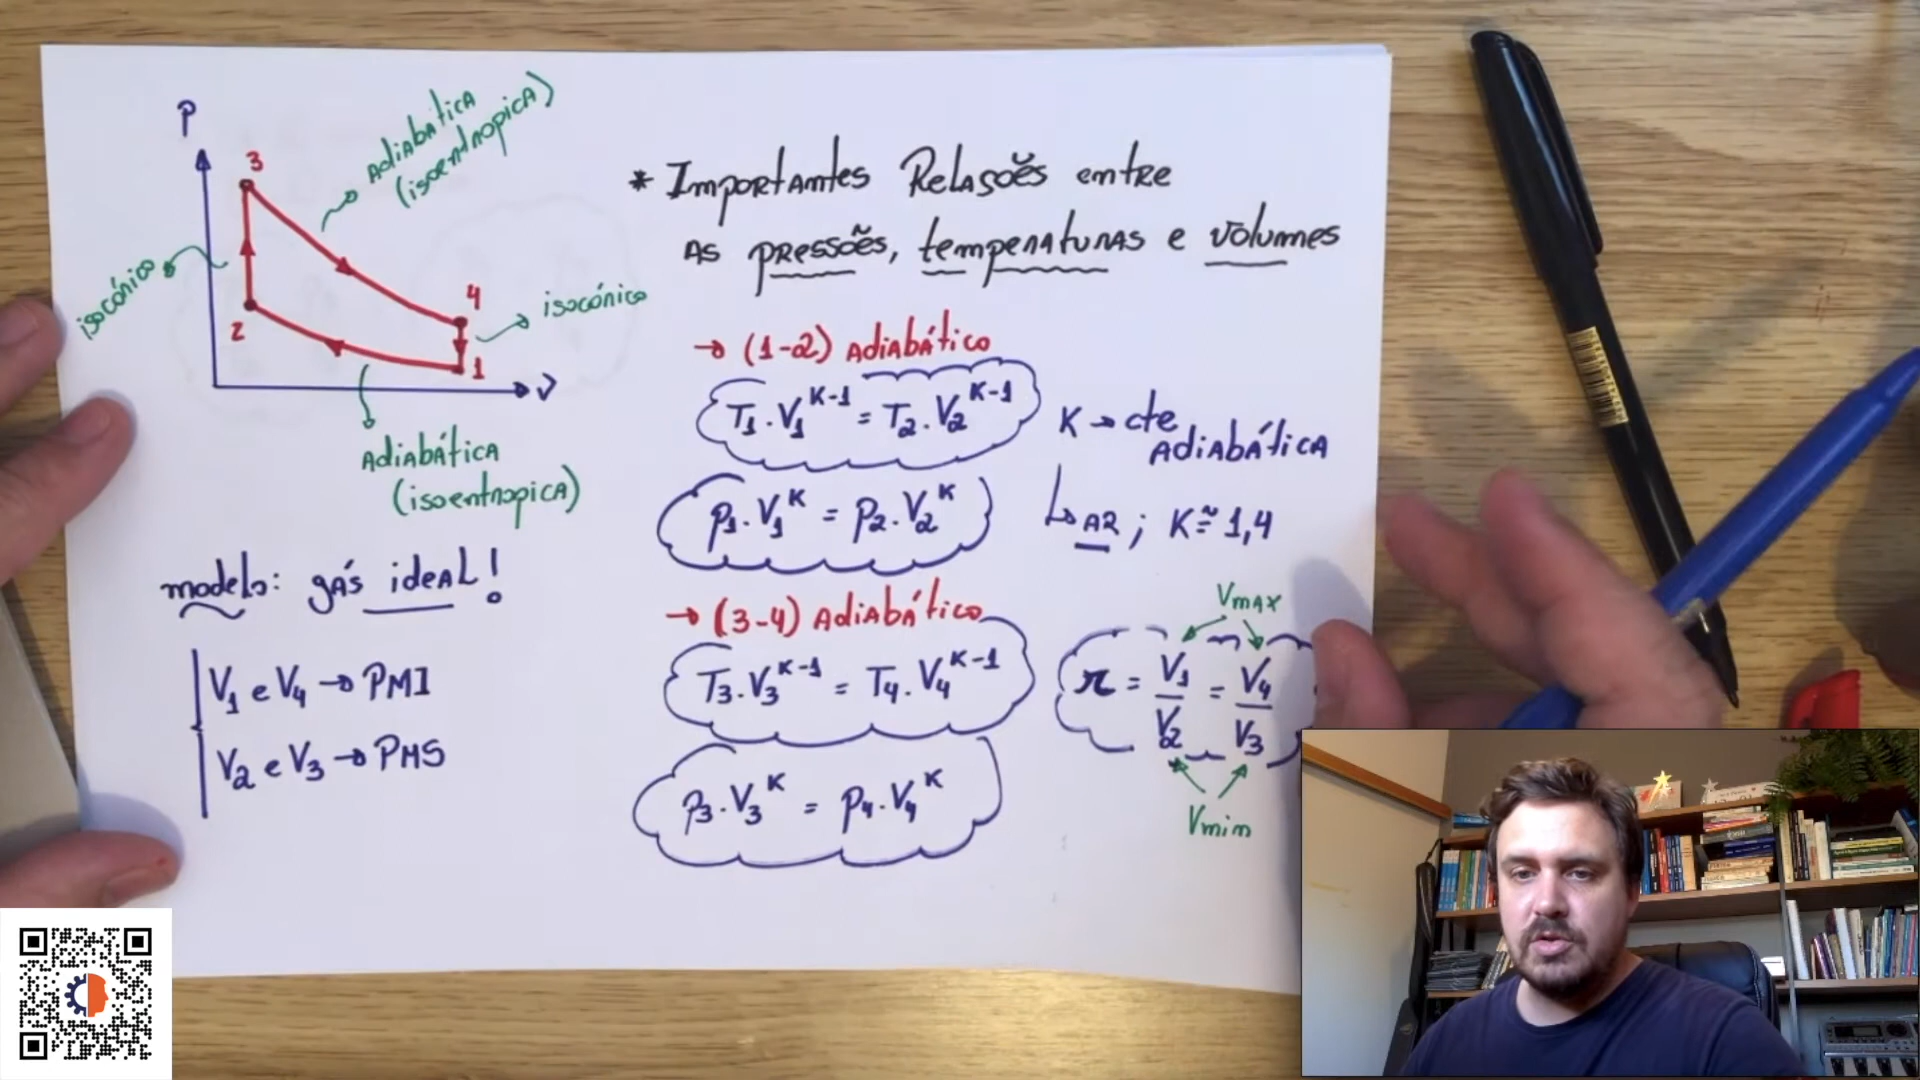 P
3
Adiabática
(isoentropica)
isocórico
4
isocórico
2
1
V
Adiabática
(isoentropica)
modelo: gás ideal!
V1 e V4 → PMI
V2 e V3 → PMS
* Importantes Relações entre
as pressões, temperaturas e volumes
→ (1-2) Adiabático
T1 . V1^K-1 = T2 . V2^K-1
p1 . V1^K = p2 . V2^K
K → cte
Adiabática
↳ AR ; K ≅ 1,4
→ (3-4) Adiabático
T3 . V3^K-1 = T4 . V4^K-1
p3 . V3^K = p4 . V4^K
Vmax
r = V1/V2 = V4/V3
Vmin